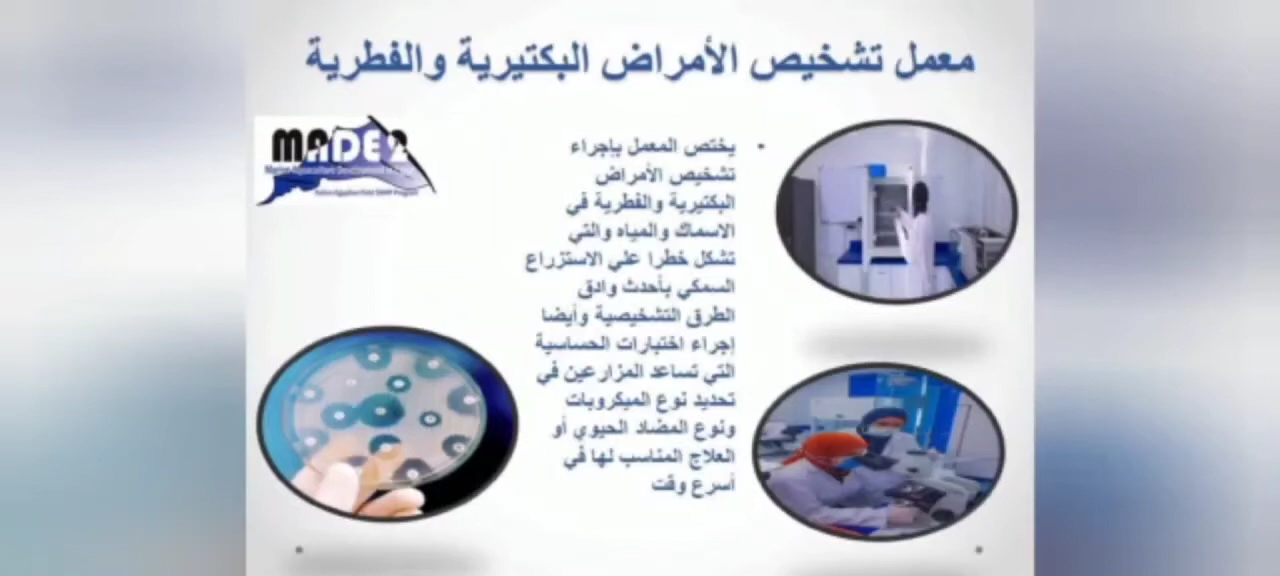 معمل تشخيص الأمراض البكتيرية والفطرية
MADE2
يختص المعمل بإجراء
تشخيص الأمراض
البكتيرية والفطرية في
الاسماك والمياه والتي
تشكل خطرا علي الاستزراع
السمكي بأحدث وادق
الطرق التشخيصية وأيضا
إجراء اختبارات الحساسية
التي تساعد المزارعين في
تحديد نوع الميكروبات
ونوع المضاد الحيوي أو
العلاج المناسب لها في
أسرع وقت